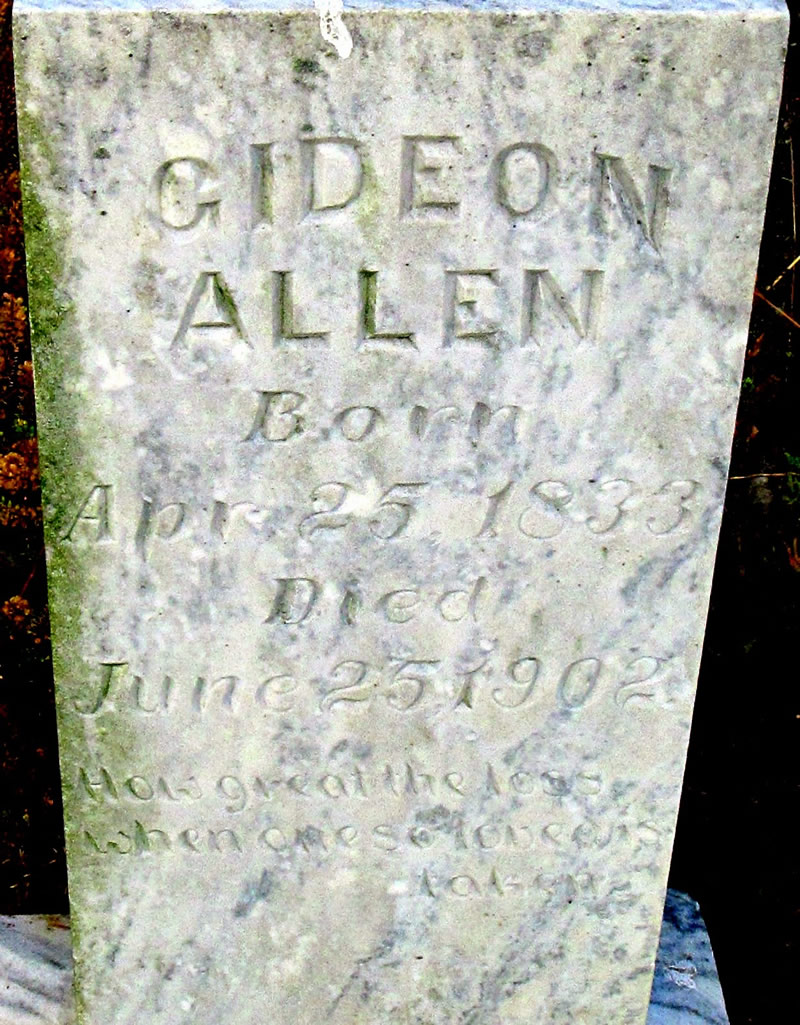 GIDEON
ALLEN
Born
Apr. 25, 1833
Died
June 25, 1902
How great the loss
when one so loved is
taken.